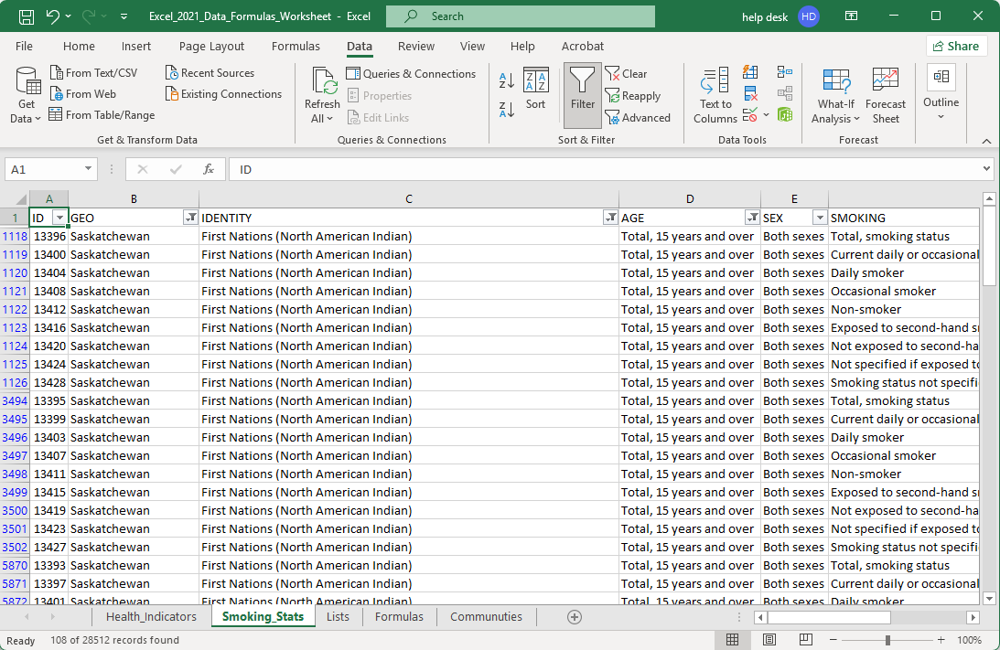 Excel_2021_Data_Formulas_Worksheet - Excel
Search
help desk
HD
File Home Insert Page Layout Formulas Data Review View Help Acrobat Share
Get Data
From Text/CSV
From Web
From Table/Range
Recent Sources
Existing Connections
Get & Transform Data
Refresh All
Queries & Connections
Properties
Edit Links
Queries & Connections
Sort
Filter
Clear
Reapply
Advanced
Sort & Filter
Text to Columns
Data Tools
What-If Analysis
Forecast Sheet
Forecast
Outline
A1 fx ID
A B C D E
1 ID GEO IDENTITY AGE SEX SMOKING
1118 13396 Saskatchewan First Nations (North American Indian) Total, 15 years and over Both sexes Total, smoking status
1119 13400 Saskatchewan First Nations (North American Indian) Total, 15 years and over Both sexes Current daily or occasional
1120 13404 Saskatchewan First Nations (North American Indian) Total, 15 years and over Both sexes Daily smoker
1121 13408 Saskatchewan First Nations (North American Indian) Total, 15 years and over Both sexes Occasional smoker
1122 13412 Saskatchewan First Nations (North American Indian) Total, 15 years and over Both sexes Non-smoker
1123 13416 Saskatchewan First Nations (North American Indian) Total, 15 years and over Both sexes Exposed to second-hand
1124 13420 Saskatchewan First Nations (North American Indian) Total, 15 years and over Both sexes Not exposed to second-ha
1125 13424 Saskatchewan First Nations (North American Indian) Total, 15 years and over Both sexes Not specified if exposed
1126 13428 Saskatchewan First Nations (North American Indian) Total, 15 years and over Both sexes Smoking status not specifi
3494 13395 Saskatchewan First Nations (North American Indian) Total, 15 years and over Both sexes Total, smoking status
3495 13399 Saskatchewan First Nations (North American Indian) Total, 15 years and over Both sexes Current daily or occasional
3496 13403 Saskatchewan First Nations (North American Indian) Total, 15 years and over Both sexes Daily smoker
3497 13407 Saskatchewan First Nations (North American Indian) Total, 15 years and over Both sexes Occasional smoker
3498 13411 Saskatchewan First Nations (North American Indian) Total, 15 years and over Both sexes Non-smoker
3499 13415 Saskatchewan First Nations (North American Indian) Total, 15 years and over Both sexes Exposed to second-hand
3500 13419 Saskatchewan First Nations (North American Indian) Total, 15 years and over Both sexes Not exposed to second-ha
3501 13423 Saskatchewan First Nations (North American Indian) Total, 15 years and over Both sexes Not specified if exposed
3502 13427 Saskatchewan First Nations (North American Indian) Total, 15 years and over Both sexes Smoking status not specifi
5870 13393 Saskatchewan First Nations (North American Indian) Total, 15 years and over Both sexes Total, smoking status
5871 13397 Saskatchewan First Nations (North American Indian) Total, 15 years and over Both sexes Current daily or occasional
5872 13401 Saskatchewan First Nations (North American Indian) Total, 15 years and over Both sexes Daily smoker
Health_Indicators Smoking_Stats Lists Formulas Communuties
Ready 108 of 28512 records found 100%